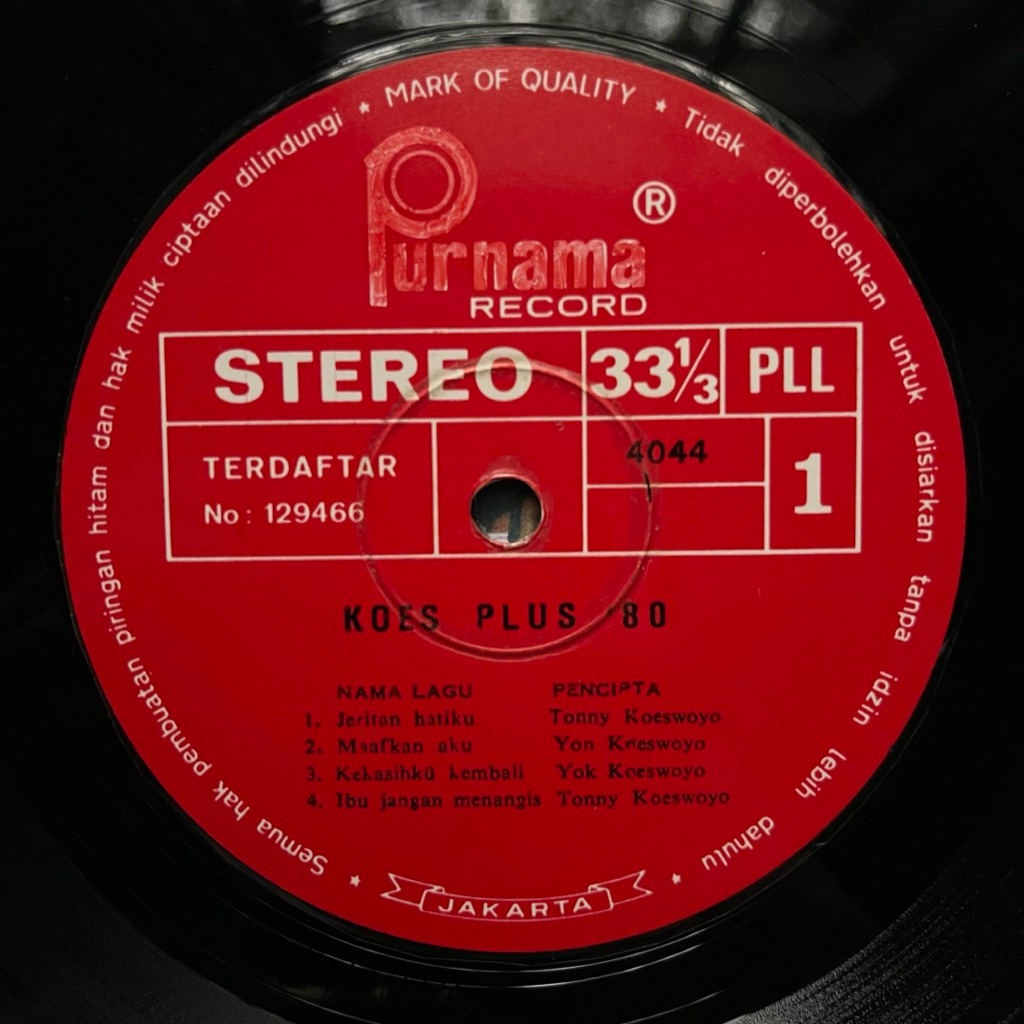 ★ MARK OF QUALITY ★
Tidak diperbolehkan untuk disiarkan tanpa idzin lebih dahulu ★
Purnama ®
RECORD
STEREO 33⅓ PLL
TERDAFTAR 4044 1
No : 129466
KOES PLUS '80
NAMA LAGU PENCIPTA
1. Jeritan hatiku Tonny Koeswoyo
2. Maafkan aku Yon Koeswoyo
3. Kekasihku kembali Yok Koeswoyo
4. Ibu jangan menangis Tonny Koeswoyo
JAKARTA
★ Semua hak pembuatan piringan hitam dan hak milik ciptaan dilindungi